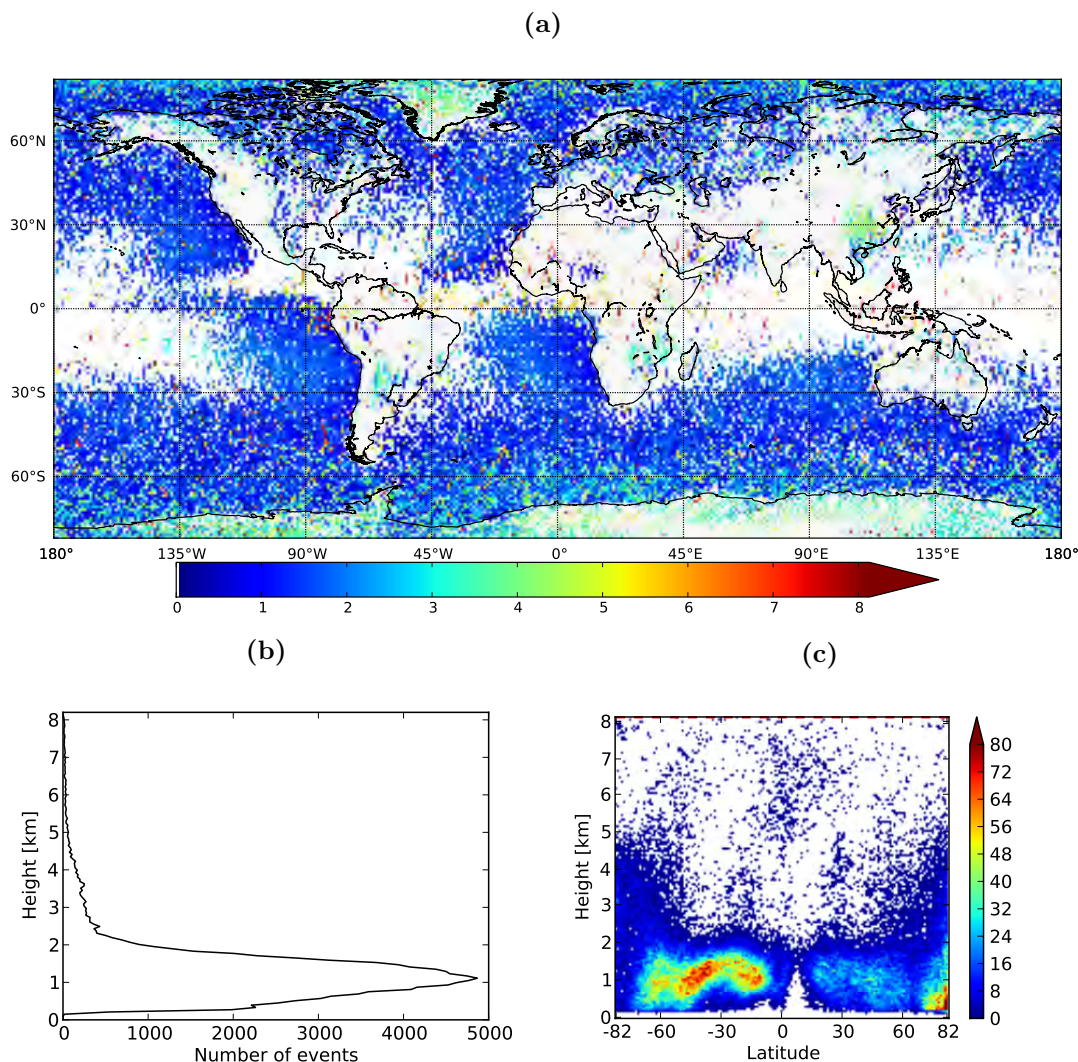 (a)
60°N
30°N
0°
30°S
60°S
180° 135°W 90°W 45°W 0° 45°E 90°E 135°E 180°
0 1 2 3 4 5 6 7 8
(b)
(c)
8
7
6
5
4
3
2
1
0
Height [km]
0 1000 2000 3000 4000 5000
Number of events
8
7
6
5
4
3
2
1
0
Height [km]
-82 -60 -30 0 30 60 82
Latitude
80
72
64
56
48
40
32
24
16
8
0